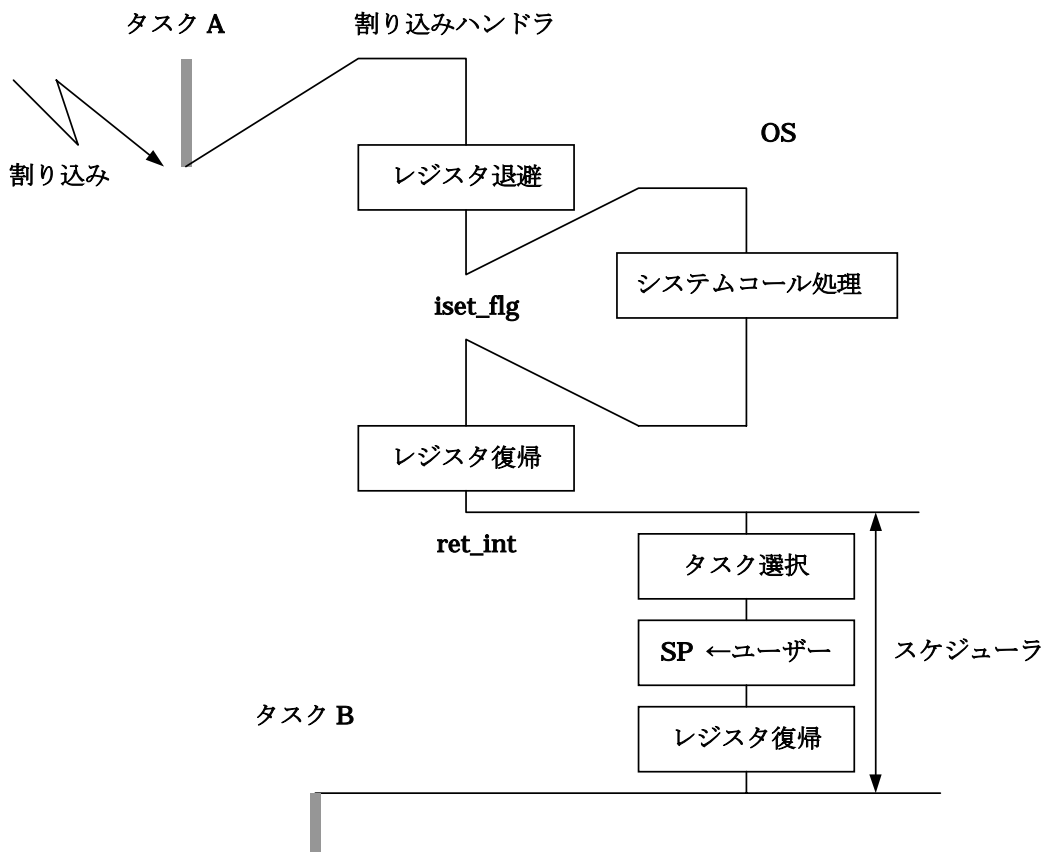 タスク A
割り込みハンドラ
OS
割り込み
レジスタ退避
システムコール処理
iset_flg
レジスタ復帰
ret_int
タスク選択
SP ←ユーザー
スケジューラ
タスク B
レジスタ復帰